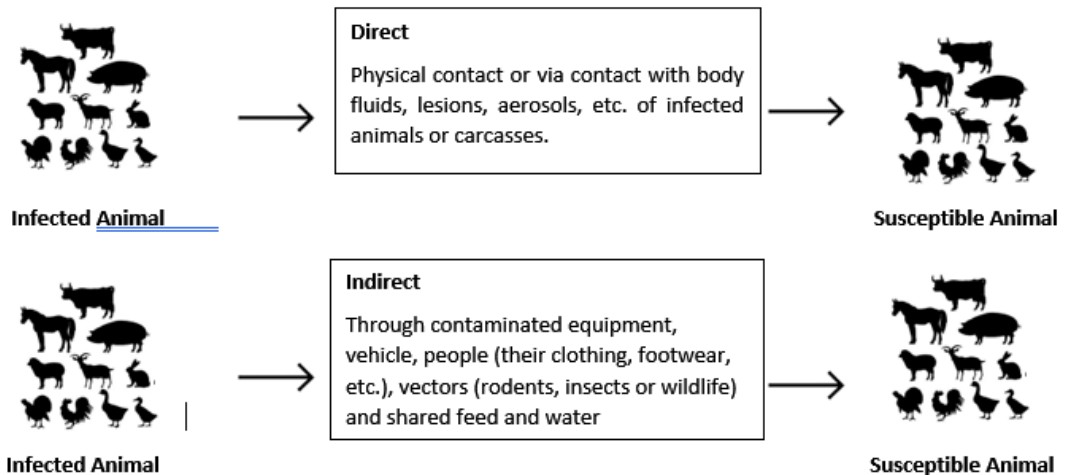 Direct
Physical contact or via contact with body
fluids, lesions, aerosols, etc. of infected
animals or carcasses.
Infected Animal
Susceptible Animal
Indirect
Through contaminated equipment,
vehicle, people (their clothing, footwear,
etc.), vectors (rodents, insects or wildlife)
and shared feed and water
Infected Animal
Susceptible Animal